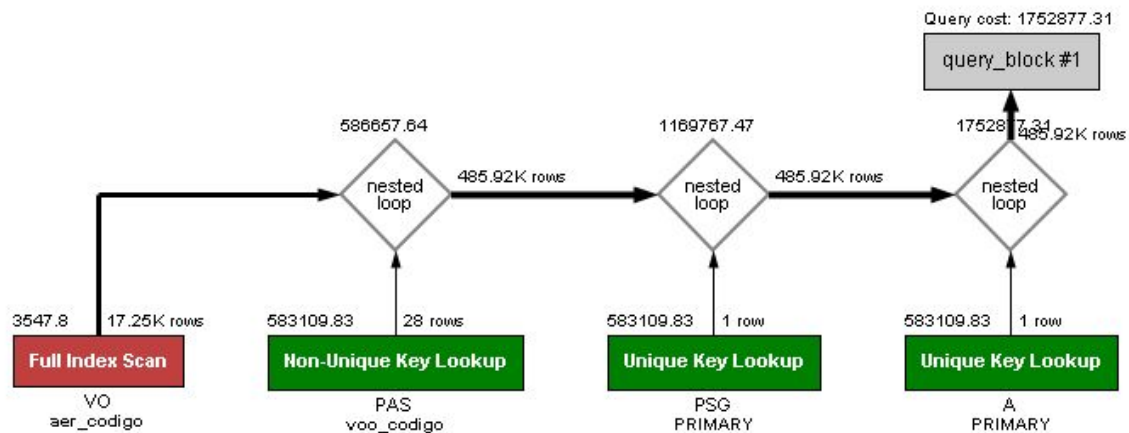 Query cost: 1752877.31
query_block #1
586657.64
1169767.47
1752877.31
485.92K rows
nested
loop
485.92K rows
nested
loop
485.92K rows
nested
loop
3547.8
17.25K rows
583109.83
28 rows
583109.83
1 row
583109.83
1 row
Full Index Scan
Non-Unique Key Lookup
Unique Key Lookup
Unique Key Lookup
VO
PAS
PSG
A
aer_codigo
voo_codigo
PRIMARY
PRIMARY